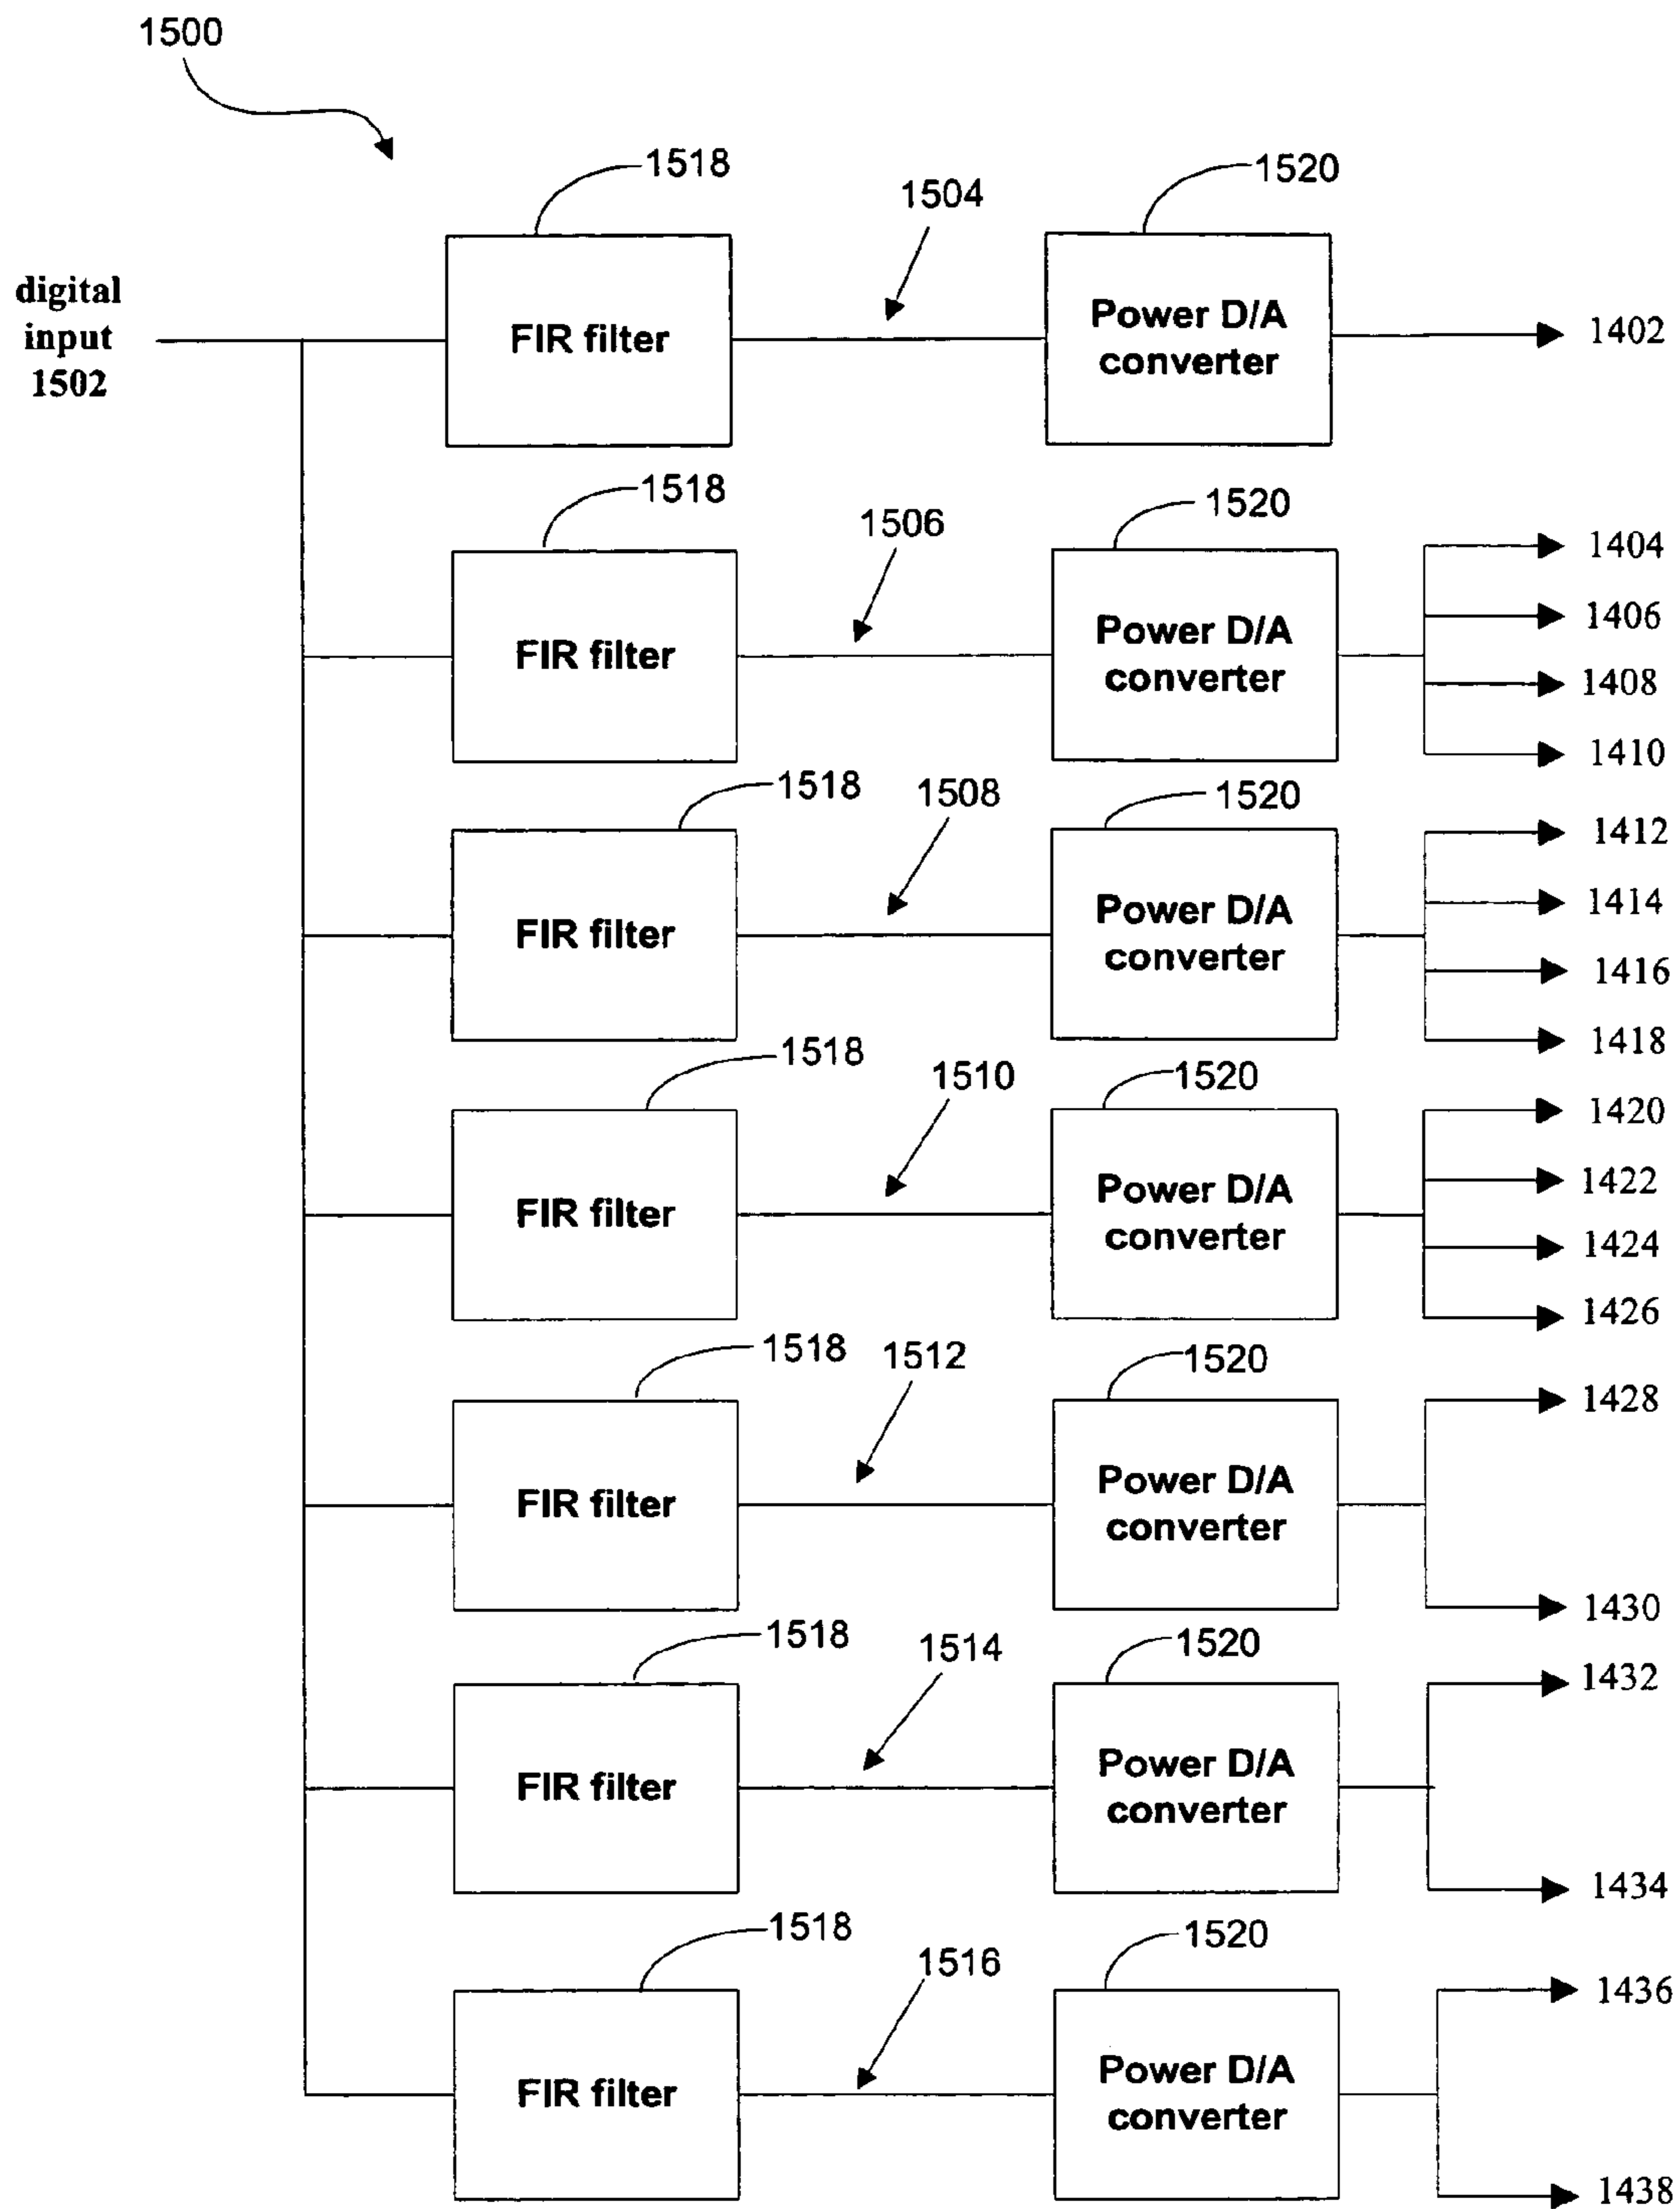 1500
1518
1520
1504
digital
input
1502
FIR filter
Power D/A
converter
1402
1518
1520
1506
FIR filter
Power D/A
converter
1404
1406
1408
1410
1518
1520
1508
FIR filter
Power D/A
converter
1412
1414
1416
1418
1518
1520
1510
FIR filter
Power D/A
converter
1420
1422
1424
1426
1518
1520
1512
FIR filter
Power D/A
converter
1428
1430
1518
1520
1514
FIR filter
Power D/A
converter
1432
1434
1518
1520
1516
FIR filter
Power D/A
converter
1436
1438